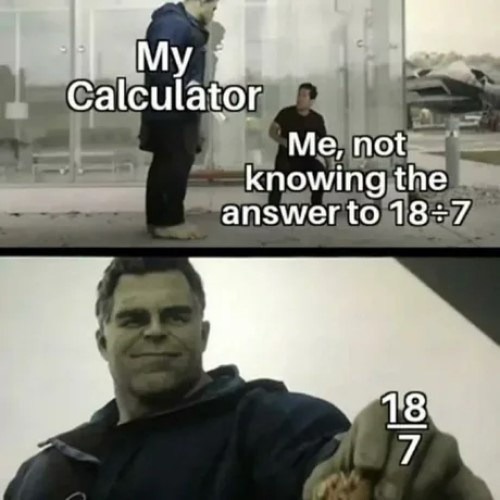 My
Calculator
Me, not
knowing the
answer to 18÷7
18
7